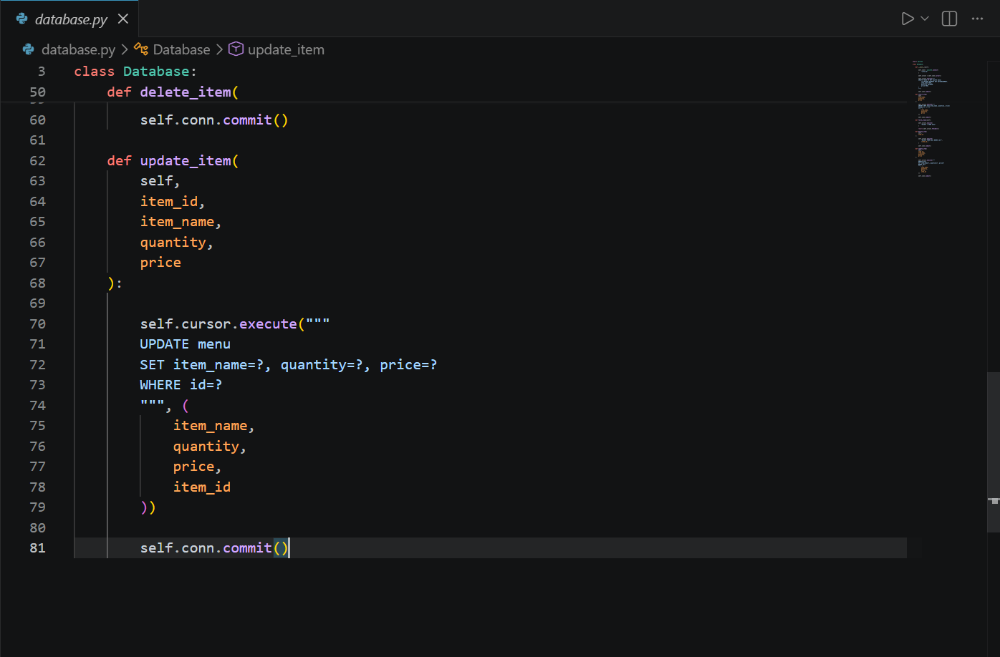 database.py
database.py > Database > update_item
3 class Database:
50     def delete_item(
60         self.conn.commit()
61
62     def update_item(
63         self,
64         item_id,
65         item_name,
66         quantity,
67         price
68     ):
69
70         self.cursor.execute("""
71         UPDATE menu
72         SET item_name=?, quantity=?, price=?
73         WHERE id=?
74         """, (
75             item_name,
76             quantity,
77             price,
78             item_id
79         ))
80
81         self.conn.commit()